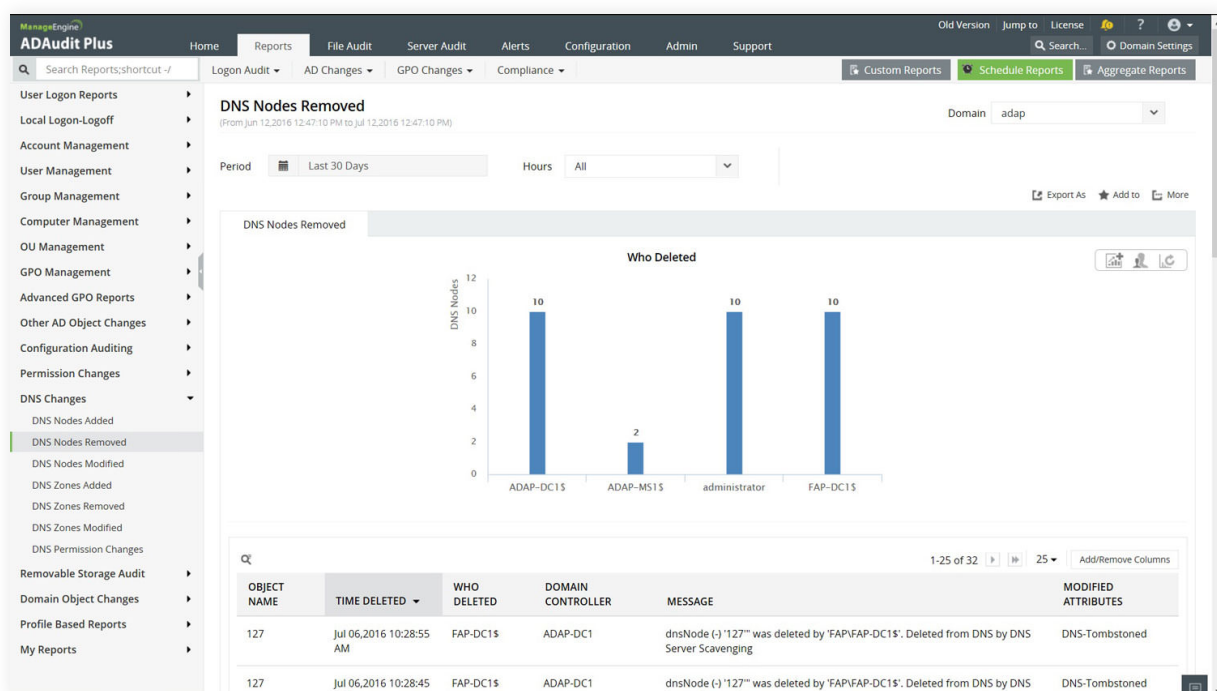 ManageEngine
ADAudit Plus
Old Version Jump to License ?
Home Reports File Audit Server Audit Alerts Configuration Admin Support
Search... Domain Settings
Search Reports;shortcut -/
Logon Audit AD Changes GPO Changes Compliance
Custom Reports Schedule Reports Aggregate Reports
User Logon Reports
Local Logon-Logoff
Account Management
User Management
Group Management
Computer Management
OU Management
GPO Management
Advanced GPO Reports
Other AD Object Changes
Configuration Auditing
Permission Changes
DNS Changes
DNS Nodes Added
DNS Nodes Removed
DNS Nodes Modified
DNS Zones Added
DNS Zones Removed
DNS Zones Modified
DNS Permission Changes
Removable Storage Audit
Domain Object Changes
Profile Based Reports
My Reports
DNS Nodes Removed
(From Jun 12,2016 12:47:10 PM to Jul 12,2016 12:47:10 PM)
Domain adap
Period Last 30 Days Hours All
Export As Add to More
DNS Nodes Removed
Who Deleted
DNS Nodes
12
10
8
6
4
2
0
10 2 10 10
ADAP-DC1$ ADAP-MS1$ administrator FAP-DC1$
1-25 of 32 25 Add/Remove Columns
OBJECT NAME TIME DELETED WHO DELETED DOMAIN CONTROLLER MESSAGE MODIFIED ATTRIBUTES
127 Jul 06,2016 10:28:55 FAP-DC1$ ADAP-DC1 dnsNode (-) '127'" was deleted by 'FAP\FAP-DC1$'. Deleted from DNS by DNS DNS-Tombstoned
AM Server Scavenging
127 Jul 06,2016 10:28:45 FAP-DC1$ ADAP-DC1 dnsNode (-) '127'" was deleted by 'FAP\FAP-DC1$'. Deleted from DNS by DNS DNS-Tombstoned